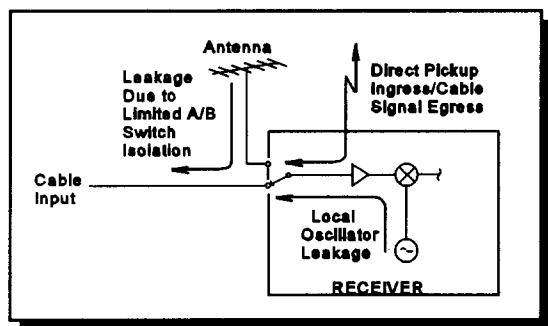 Antenna
Leakage
Due to
Limited A/B
Switch
Isolation
Direct Pickup
Ingress/Cable
Signal Egress
Cable
Input
Local
Oscillator
Leakage
RECEIVER